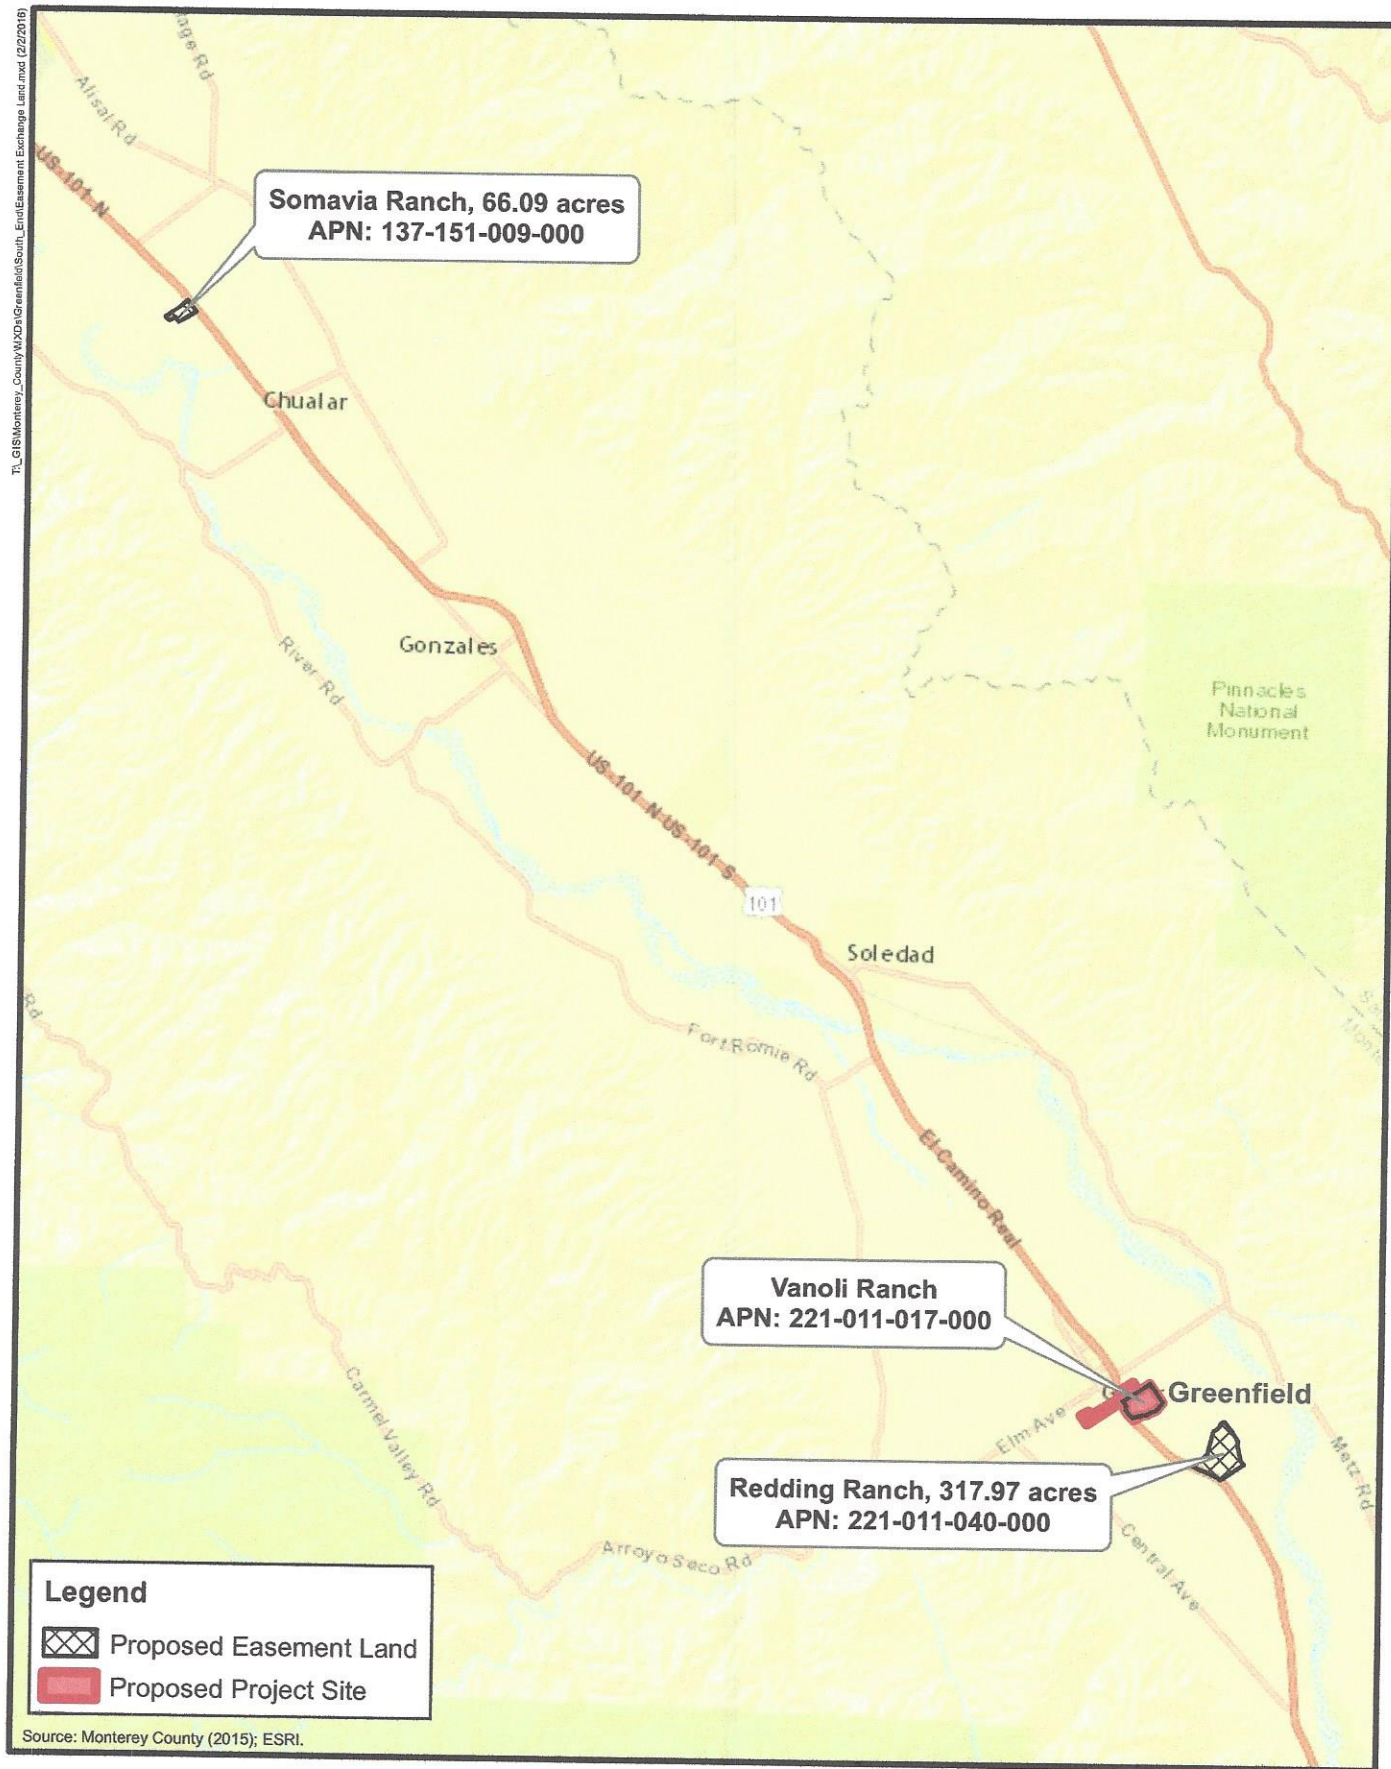 T:\_GIS\Monterey_County\MXDs\Greenfield\South_End\Easement Exchange Land.mxd (2/2/2016)
Alisal Rd
US 101 N
Somavia Ranch, 66.09 acres
APN: 137-151-009-000
Chualar
Gonzales
River Rd
Pinnacles
National
Monument
US 101 N US 101 S
101
Soledad
Rd
Fort Romie Rd
El Camino Real
Vanoli Ranch
APN: 221-011-017-000
Greenfield
Elm Ave
Carmel Valley Rd
Metz Rd
Redding Ranch, 317.97 acres
APN: 221-011-040-000
Central Ave
Arroyo Seco Rd
Legend
Proposed Easement Land
Proposed Project Site
Source: Monterey County (2015); ESRI.